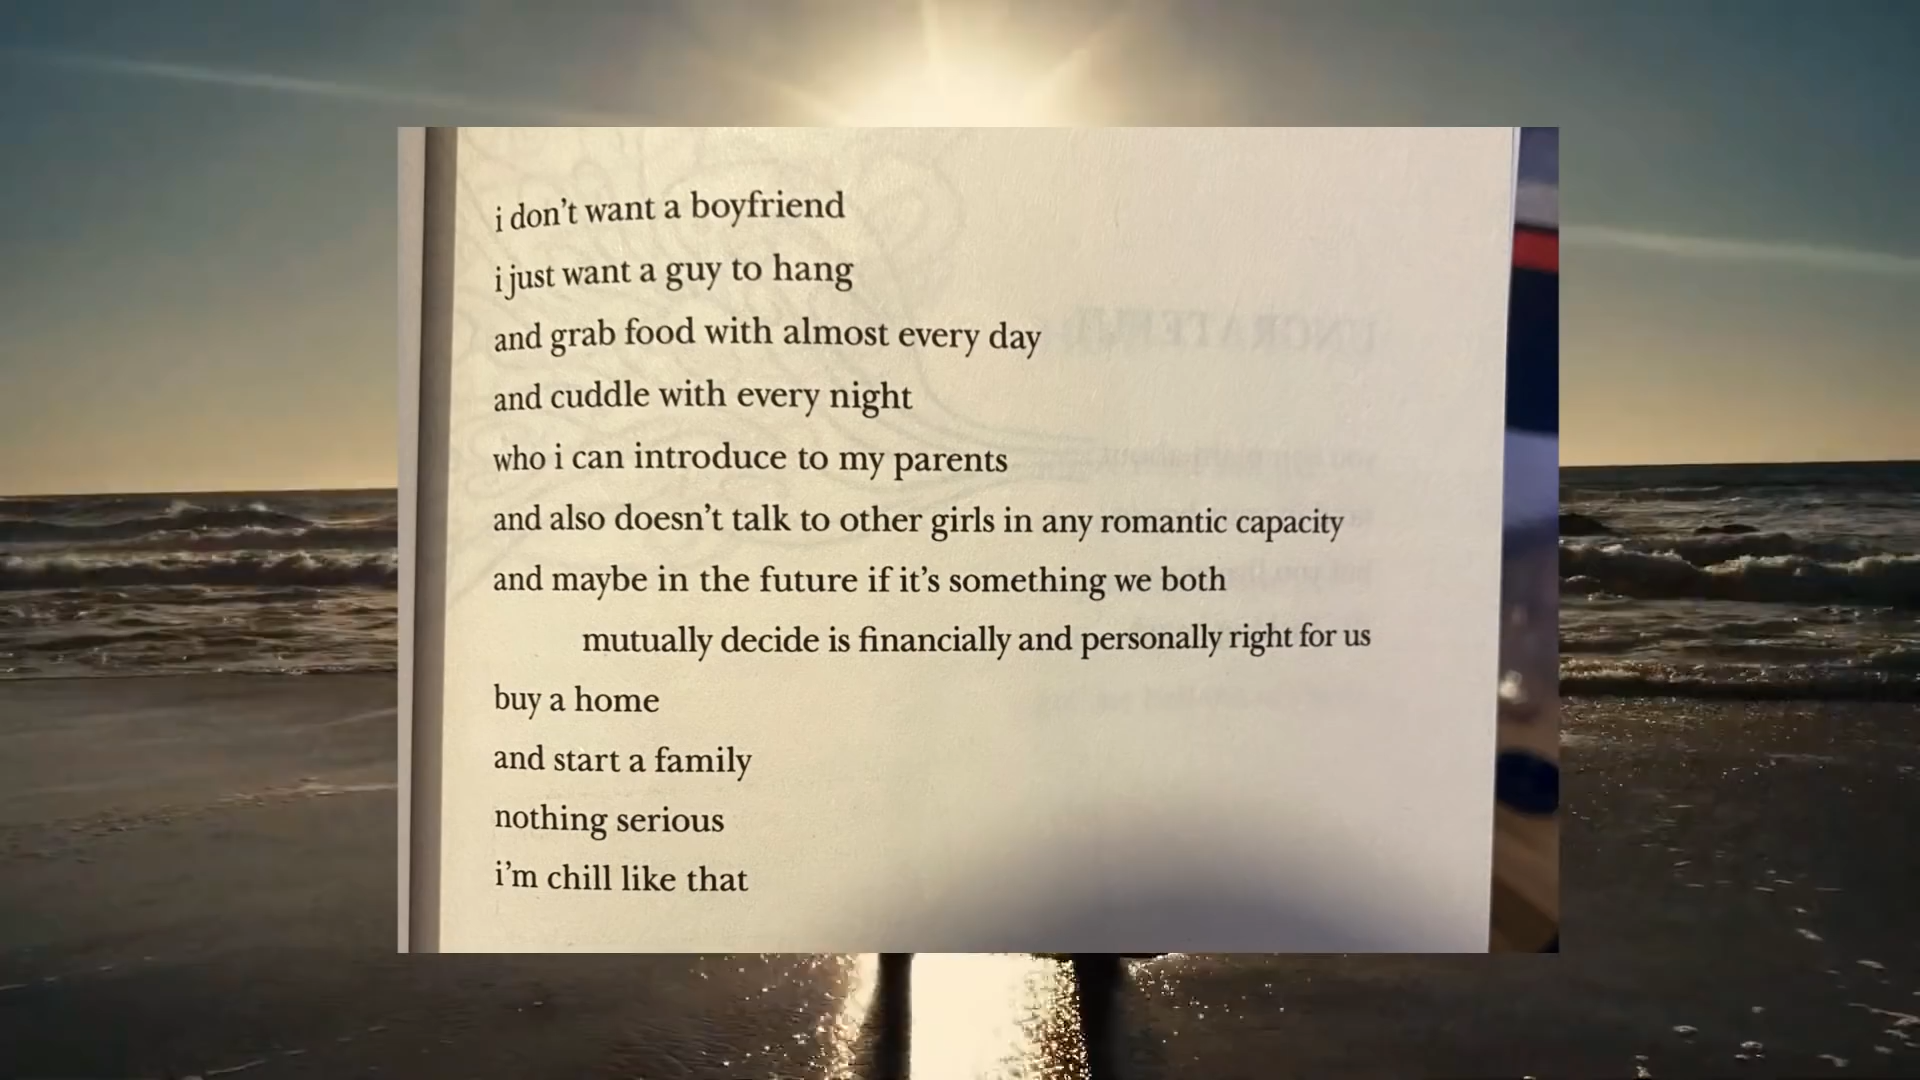 i don't want a boyfriend
i just want a guy to hang
and grab food with almost every day
and cuddle with every night
who i can introduce to my parents
and also doesn't talk to other girls in any romantic capacity
and maybe in the future if it's something we both
mutually decide is financially and personally right for us
buy a home
and start a family
nothing serious
i'm chill like that